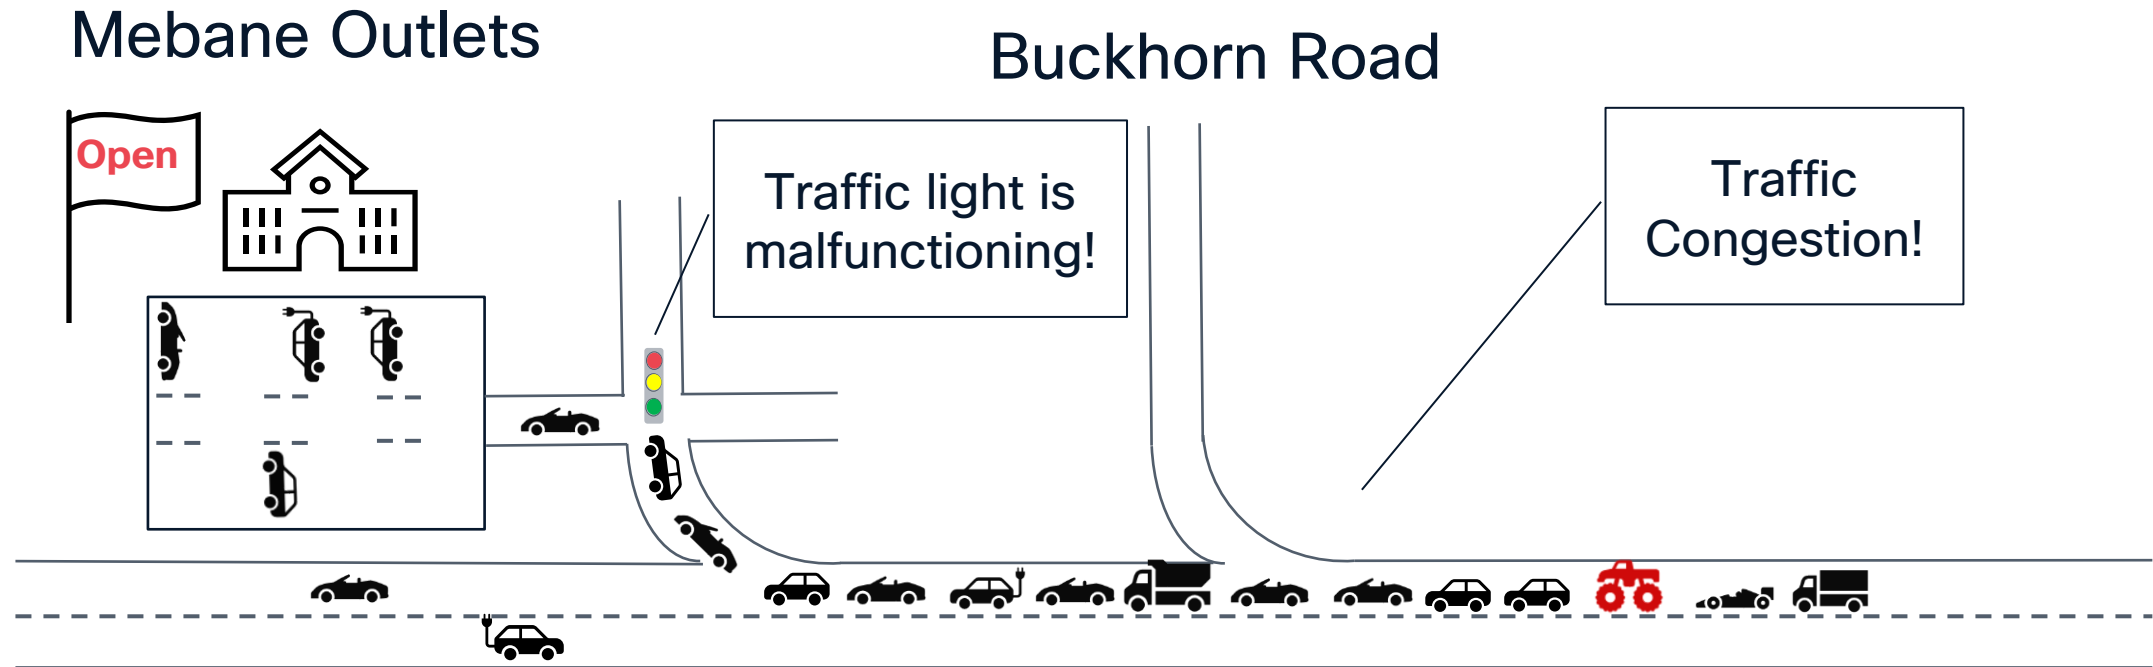 Mebane Outlets
Buckhorn Road
Open
Traffic light is
malfunctioning!
Traffic
Congestion!